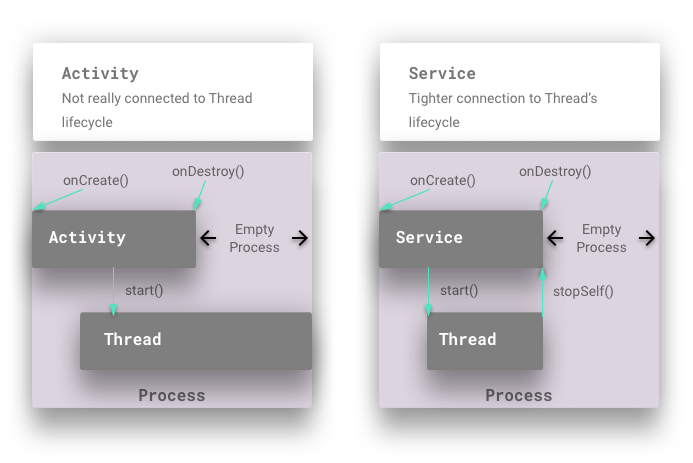 Activity
Not really connected to Thread
lifecycle
onCreate()
onDestroy()
Activity
Empty
Process
start()
Thread
Process
Service
Tighter connection to Thread's
lifecycle
onCreate()
onDestroy()
Service
Empty
Process
start()
stopSelf()
Thread
Process